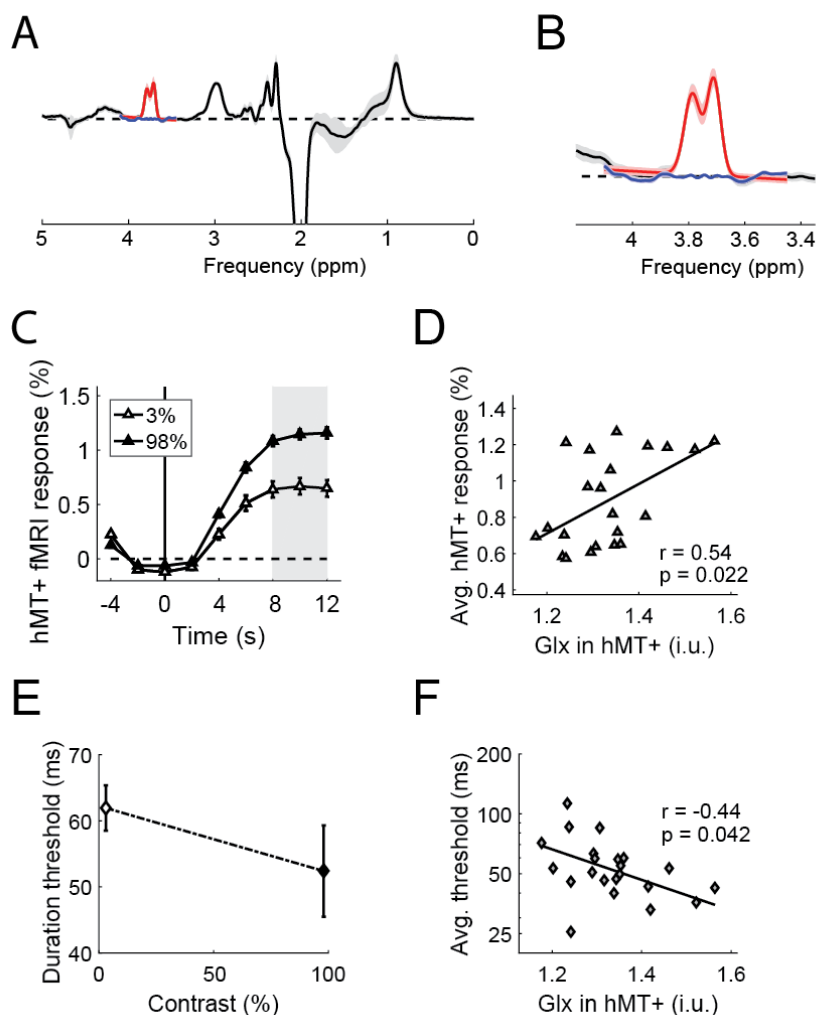 A
5 4 3 2 1 0
Frequency (ppm)
B
4 3.8 3.6 3.4
Frequency (ppm)
C
hMT+ fMRI response (%)
1.5
1
0.5
0
3%
98%
-4 0 4 8 12
Time (s)
D
Avg. hMT+ response (%)
1.4
1.2
1
0.8
0.6
0.4
r = 0.54
p = 0.022
1.2 1.4 1.6
Glx in hMT+ (i.u.)
E
Duration threshold (ms)
70
60
50
40
0 50 100
Contrast (%)
F
Avg. threshold (ms)
200
100
50
25
r = -0.44
p = 0.042
1.2 1.4 1.6
Glx in hMT+ (i.u.)